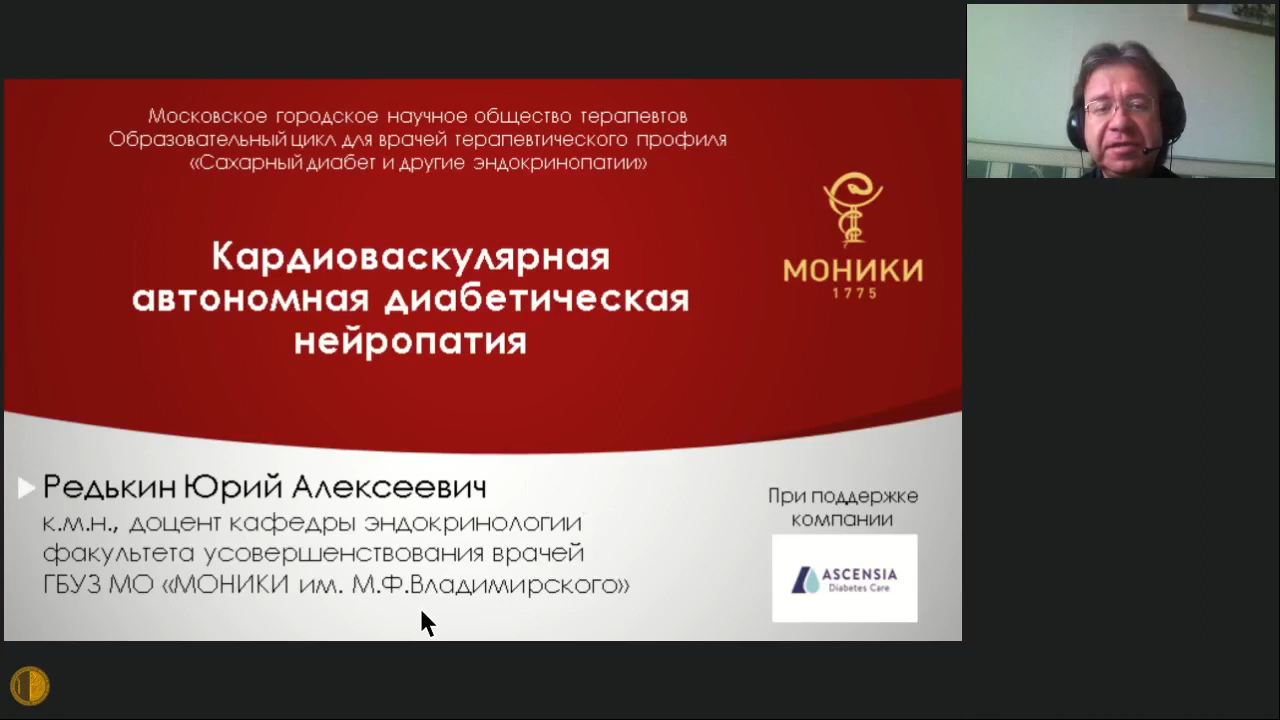 Московское городское научное общество терапевтов
Образовательный цикл для врачей терапевтического профиля
«Сахарный диабет и другие эндокринопатии»
Кардиоваскулярная
автономная диабетическая
нейропатия
МОНИКИ
1775
Редькин Юрий Алексеевич
к.м.н., доцент кафедры эндокринологии
факультета усовершенствования врачей
ГБУЗ МО «МОНИКИ им. М.Ф.Владимирского»
При поддержке
компании
ASCENSIA
Diabetes Care